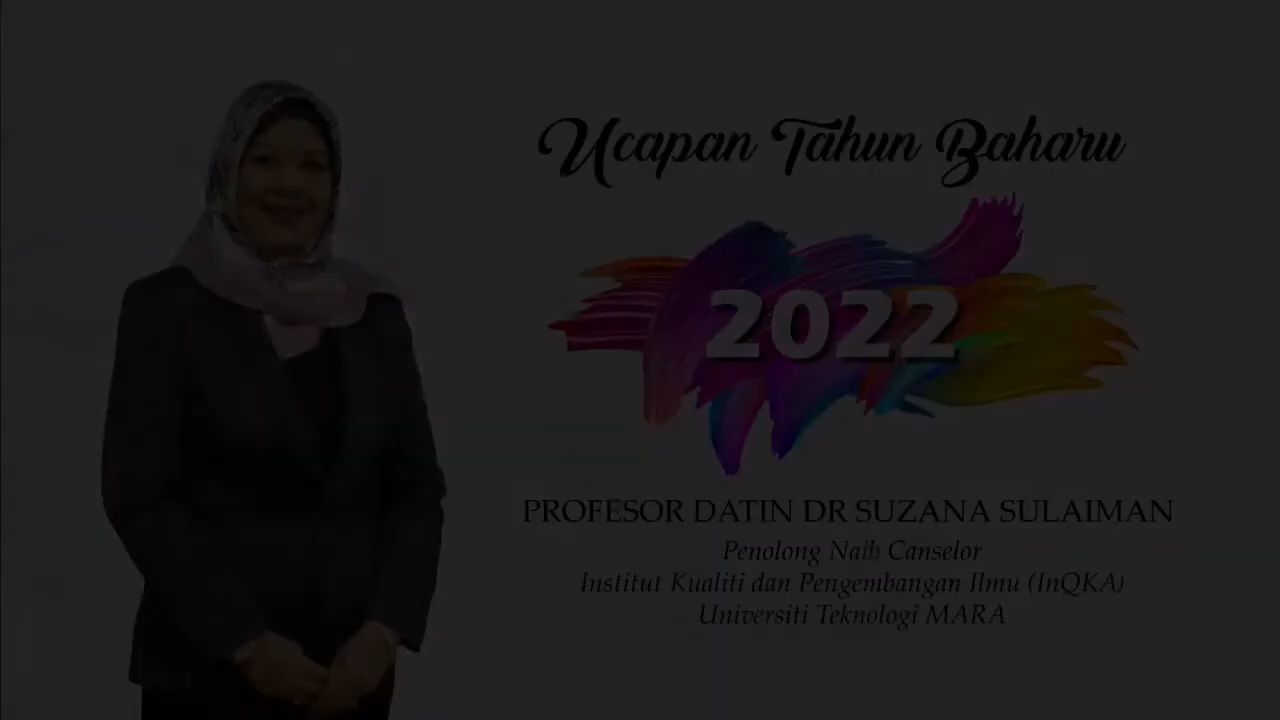 Ucapan Tahun Baharu
2022
PROFESOR DATIN DR SUZANA SULAIMAN
Penolong Naib Canselor
Institut Kualiti dan Pengembangan Ilmu (InQKA)
Universiti Teknologi MARA